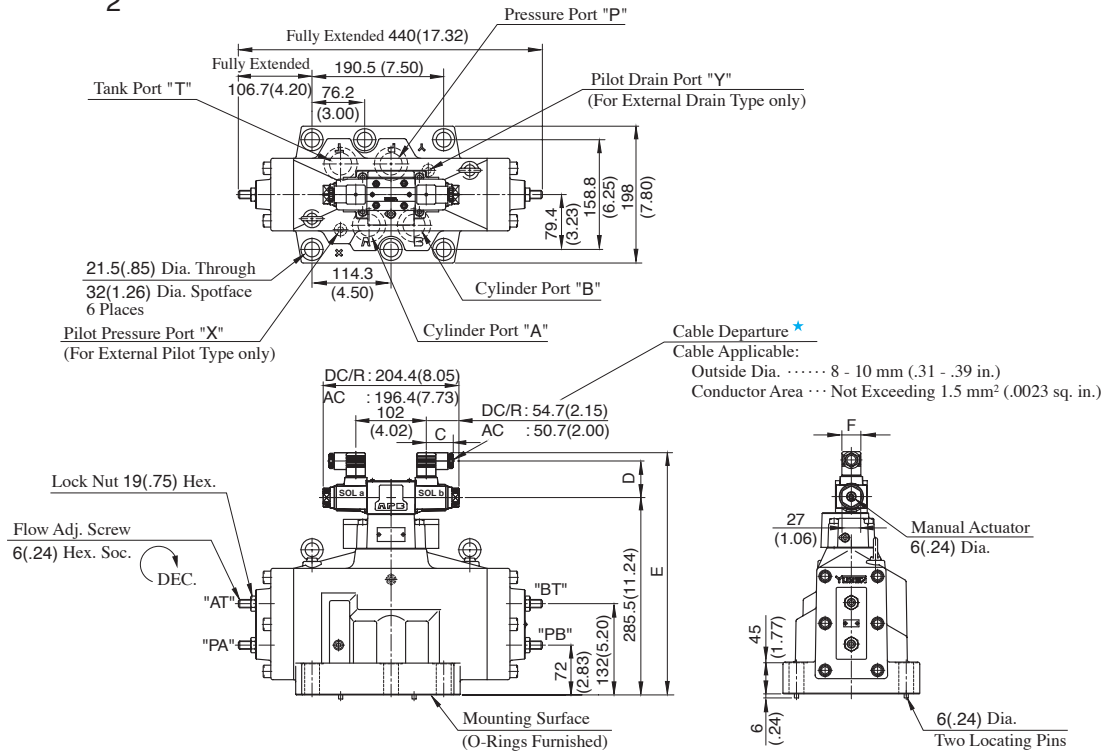 2
Pressure Port "P"
Fully Extended 440(17.32)
Fully Extended
106.7(4.20)
190.5 (7.50)
76.2
(3.00)
Tank Port "T"
Pilot Drain Port "Y"
(For External Drain Type only)
T
P
Y
A
B
X
79.4
(3.23)
158.8
(6.25)
198
(7.80)
21.5(.85) Dia. Through
32(1.26) Dia. Spotface
6 Places
114.3
(4.50)
Cylinder Port "B"
Pilot Pressure Port "X"
(For External Pilot Type only)
Cylinder Port "A"
Cable Departure ★
Cable Applicable:
Outside Dia. ······ 8 - 10 mm (.31 - .39 in.)
Conductor Area ··· Not Exceeding 1.5 mm² (.0023 sq. in.)
DC/R : 204.4(8.05)
AC : 196.4(7.73)
102
(4.02)
DC/R : 54.7(2.15)
AC : 50.7(2.00)
C
F
D
E
SOL a
SOL b
Lock Nut 19(.75) Hex.
Flow Adj. Screw
6(.24) Hex. Soc.
DEC.
"AT"
"PA"
"BT"
"PB"
285.5(11.24)
132(5.20)
72
(2.83)
Mounting Surface
(O-Rings Furnished)
27
(1.06)
Manual Actuator
6(.24) Dia.
YUKEN
45
(1.77)
6
(.24)
6(.24) Dia.
Two Locating Pins